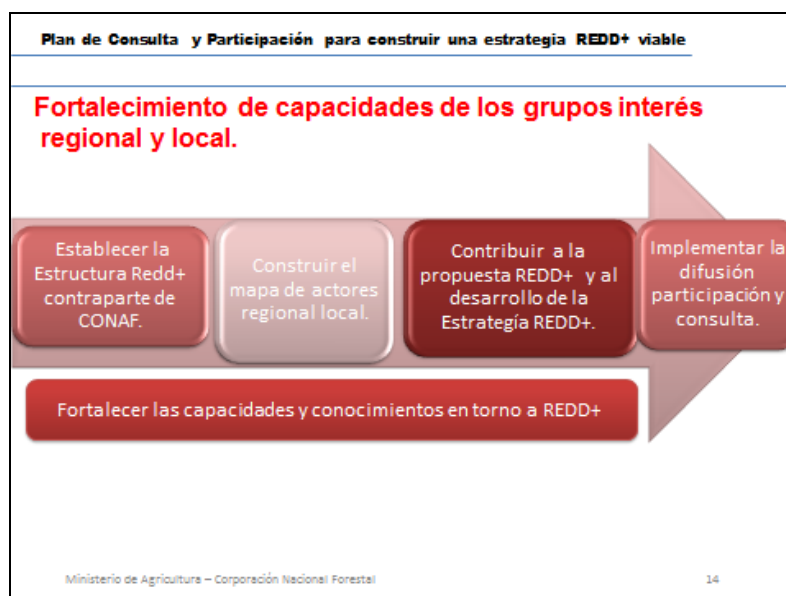 Plan de Consulta y Participación para construir una estrategia REDD+ viable
Fortalecimiento de capacidades de los grupos interés
regional y local.
Establecer la
Estructura Redd+
contraparte de
CONAF.
Construir el
mapa de actores
regional local.
Contribuir a la
propuesta REDD+ y al
desarrollo de la
Estrategía REDD+.
Implementar la
difusión
participación y
consulta.
Fortalecer las capacidades y conocimientos en torno a REDD+
Ministerio de Agricultura – Corporación Nacional Forestal
14